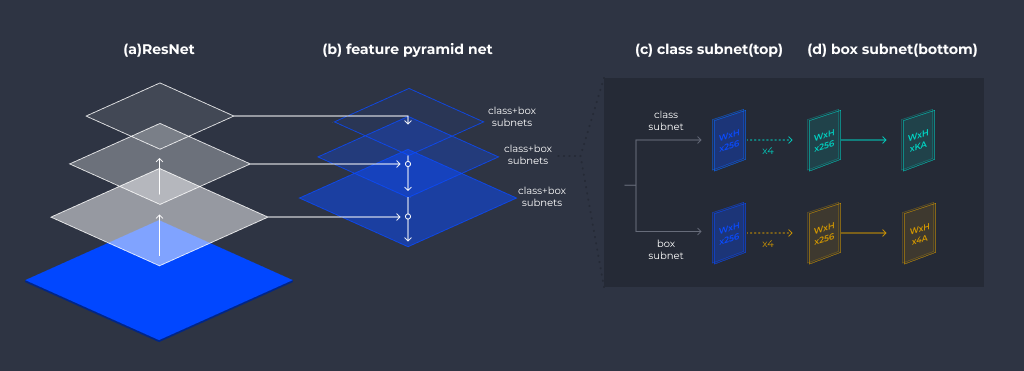 (a)ResNet
(b) feature pyramid net
(c) class subnet(top)
(d) box subnet(bottom)
class+box
subnets
class+box
subnets
class+box
subnets
class
subnet
WxH
x256
x4
WxH
x256
WxH
xKA
box
subnet
WxH
x256
x4
WxH
x256
WxH
x4A